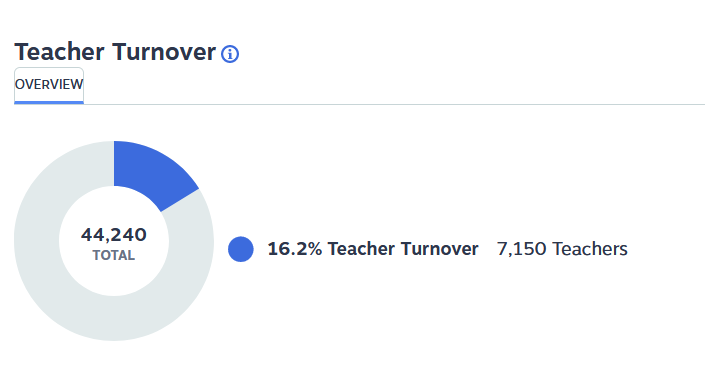 Teacher Turnover
OVERVIEW
44,240
TOTAL
16.2% Teacher Turnover 7,150 Teachers